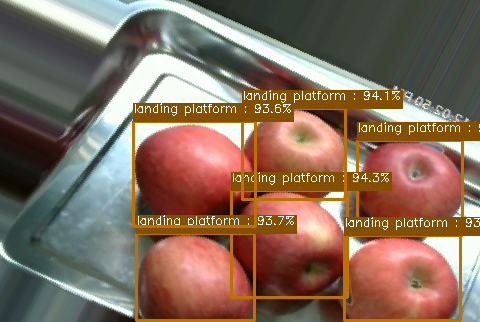 landing platform : 94.1%
landing platform : 93.6%
landing platform :
landing platform : 94.3%
landing platform : 93.7%
landing platform : 93